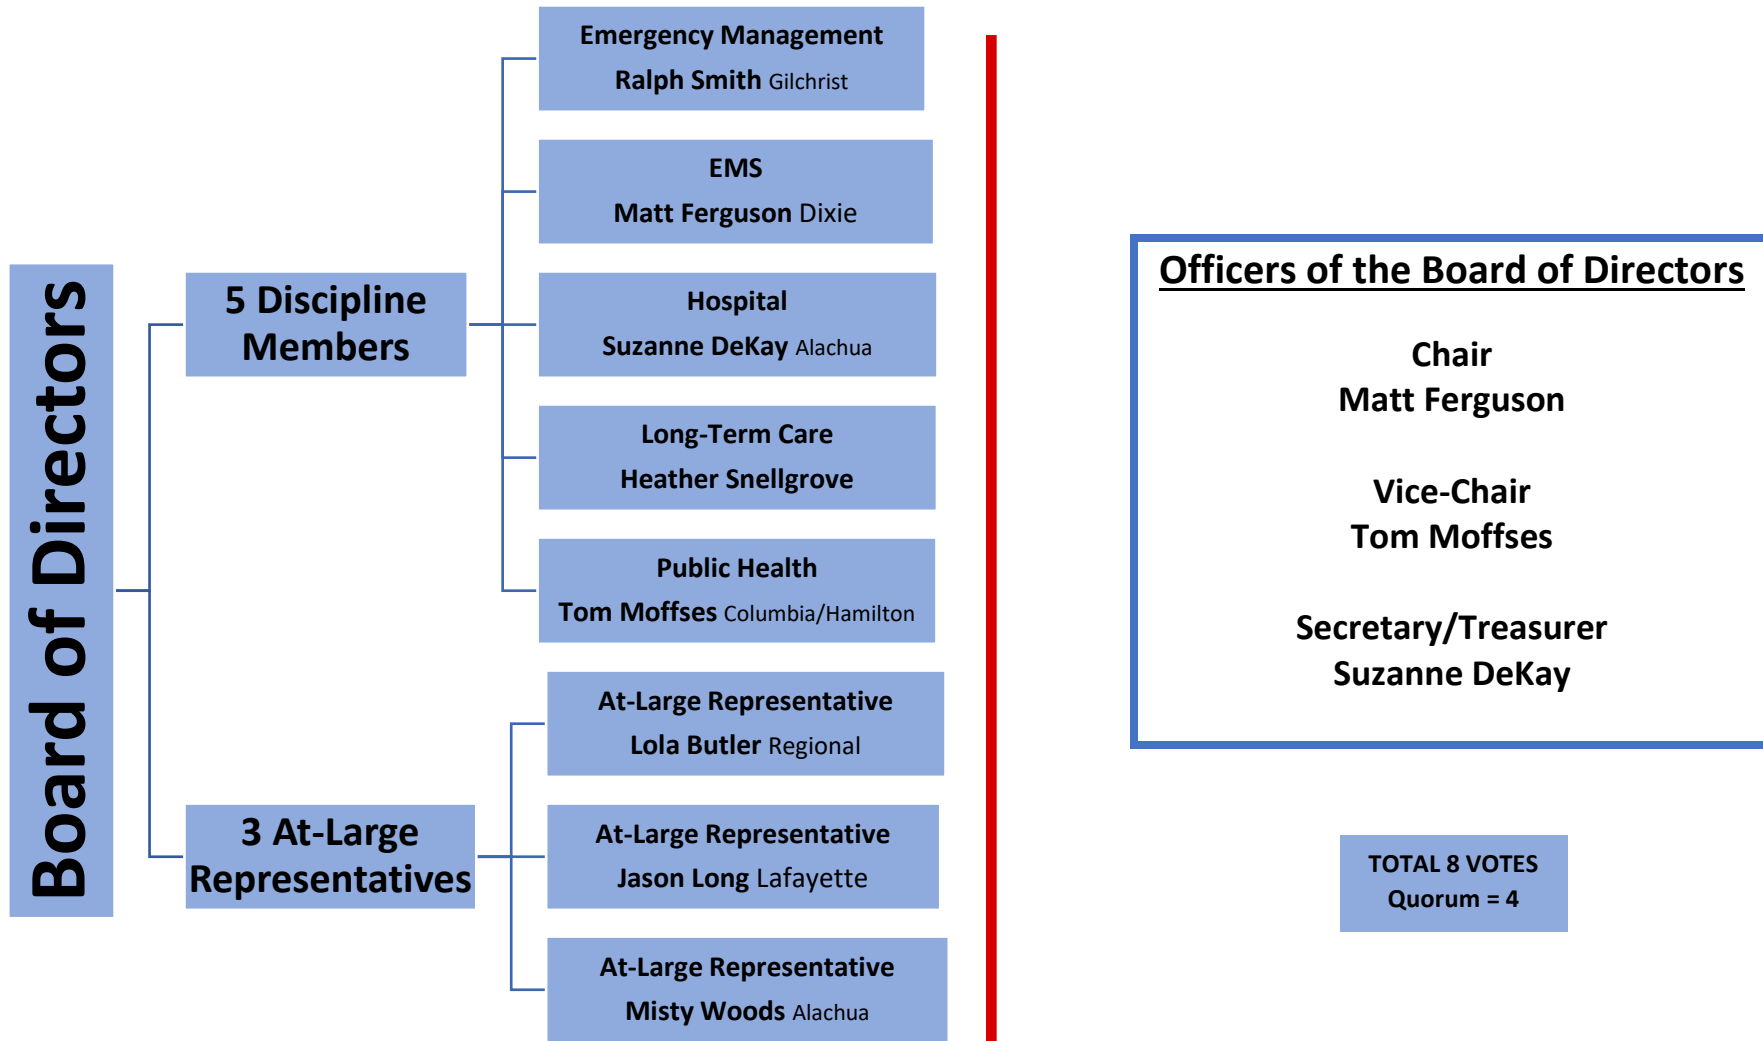 Board of Directors
5 Discipline
Members
Emergency Management
Ralph Smith Gilchrist
EMS
Matt Ferguson Dixie
Hospital
Suzanne DeKay Alachua
Long-Term Care
Heather Snellgrove
Public Health
Tom Moffses Columbia/Hamilton
3 At-Large
Representatives
At-Large Representative
Lola Butler Regional
At-Large Representative
Jason Long Lafayette
At-Large Representative
Misty Woods Alachua
Officers of the Board of Directors
Chair
Matt Ferguson
Vice-Chair
Tom Moffses
Secretary/Treasurer
Suzanne DeKay
TOTAL 8 VOTES
Quorum = 4